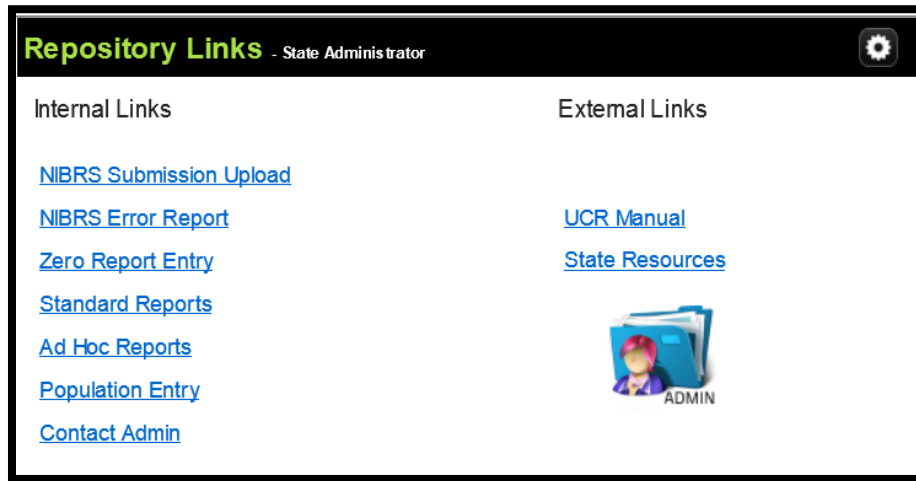 Repository Links - State Administrator
Internal Links
NIBRS Submission Upload
NIBRS Error Report
Zero Report Entry
Standard Reports
Ad Hoc Reports
Population Entry
Contact Admin
External Links
UCR Manual
State Resources
ADMIN